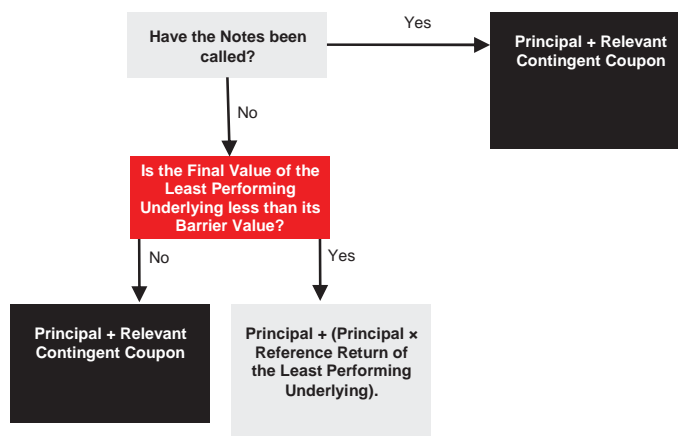 Have the Notes been
called?
Yes
Principal + Relevant
Contingent Coupon
No
Is the Final Value of the
Least Performing
Underlying less than its
Barrier Value?
No
Yes
Principal + Relevant
Contingent Coupon
Principal + (Principal ×
Reference Return of
the Least Performing
Underlying).